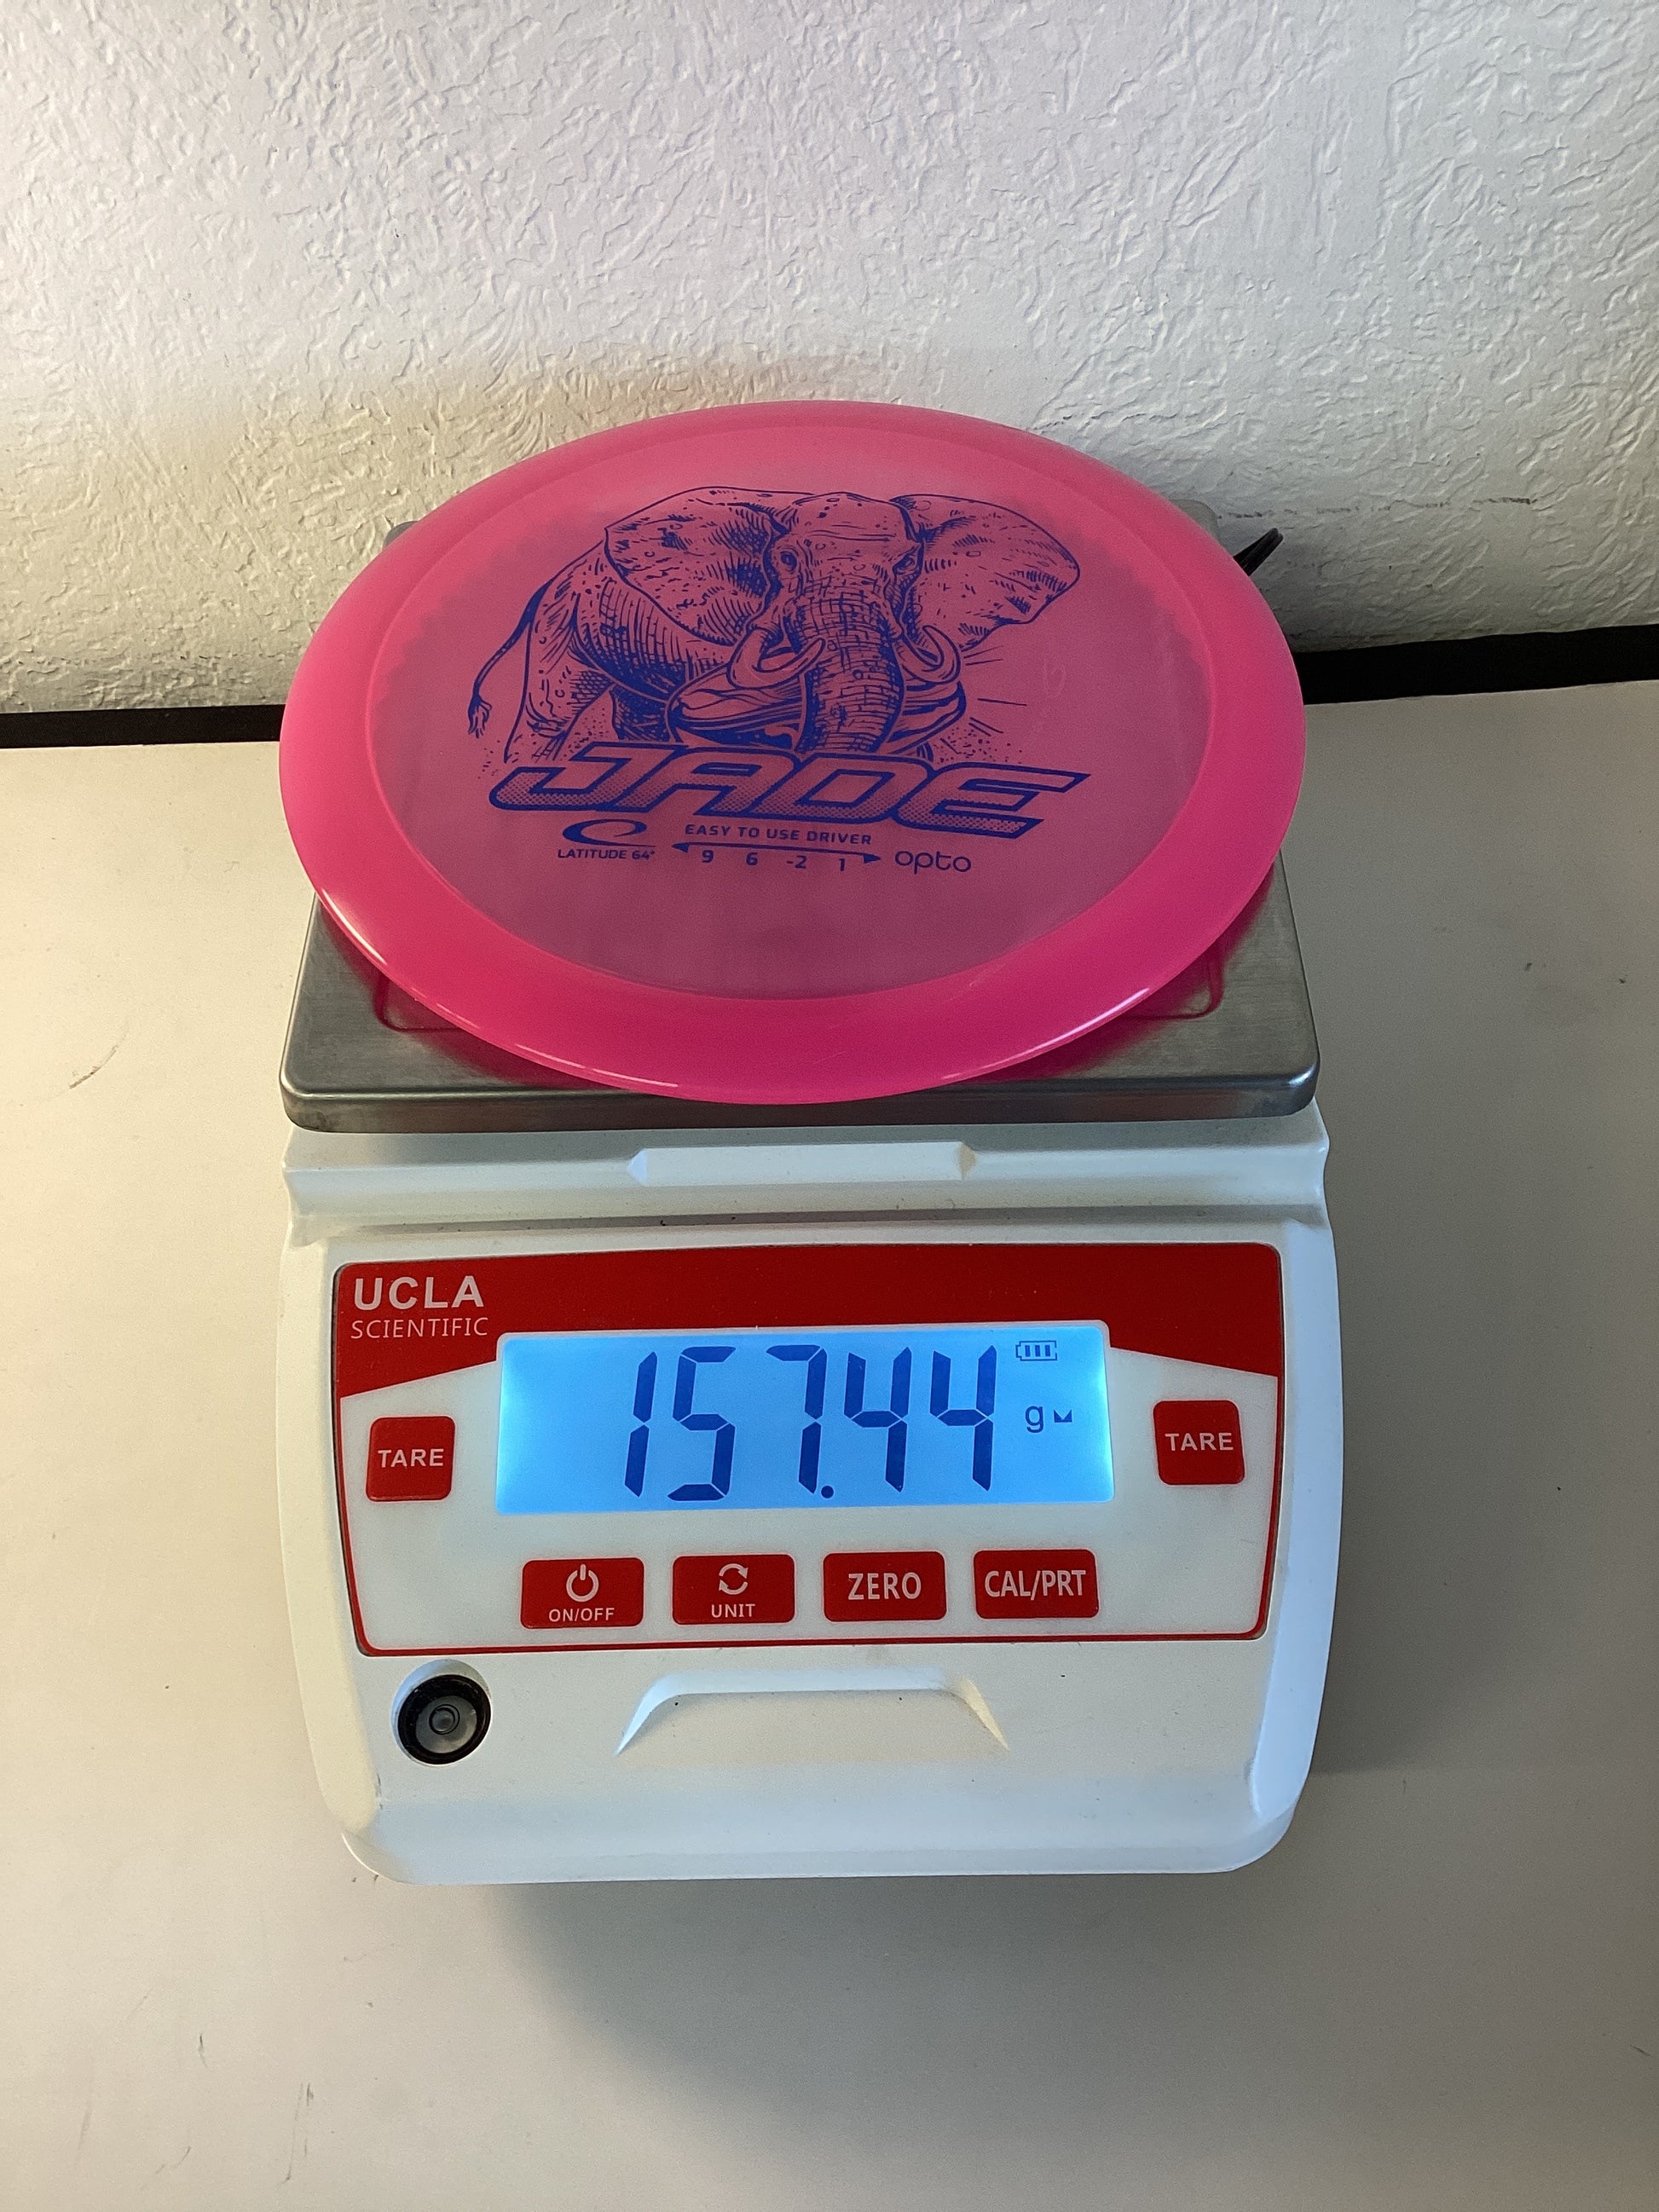 JADE
EASY TO USE DRIVER
LATITUDE 64° 9 6 -2 1 opto
UCLA
SCIENTIFIC
157.44 g
TARE
TARE
ON/OFF
UNIT
ZERO
CAL/PRT